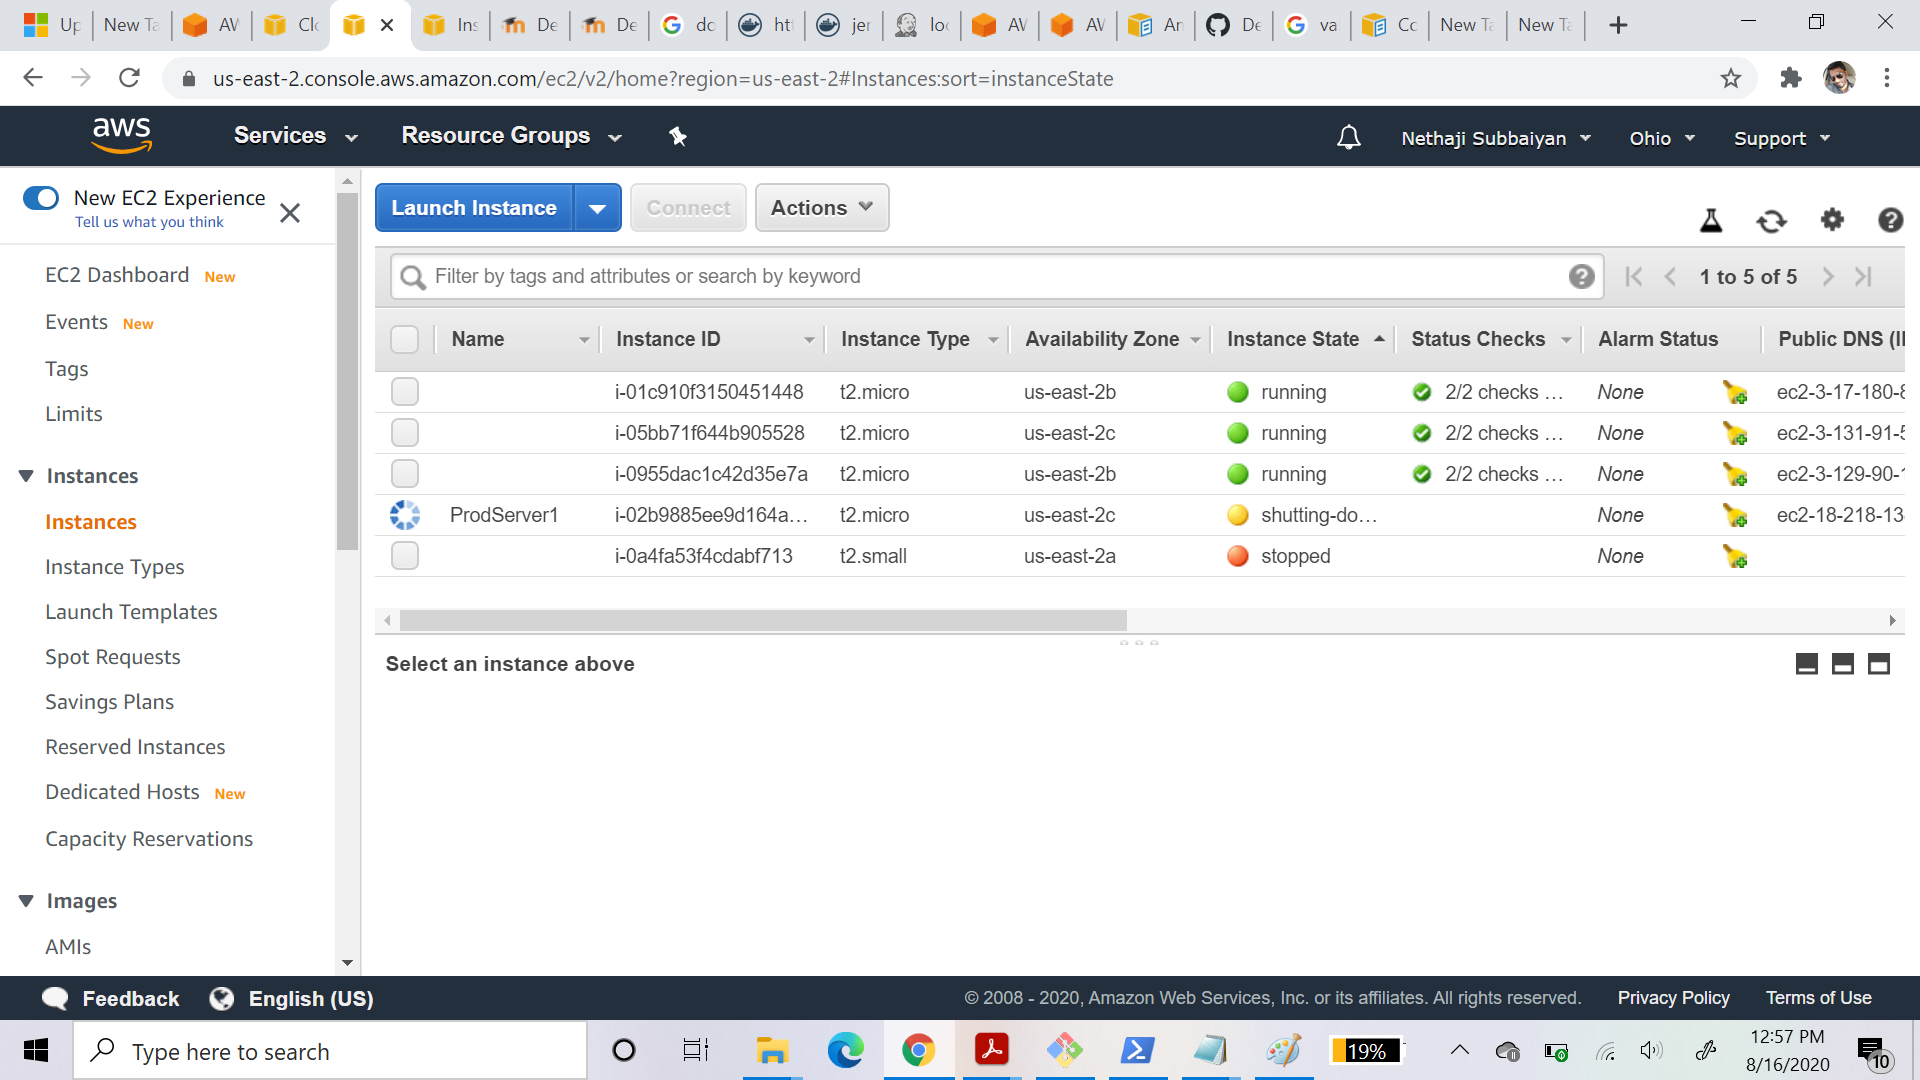 Up
New Ta
AV
Clo
Ins
De
De
do
htt
jer
loc
AV
AV
An
De
va
Co
New Ta
New Ta
us-east-2.console.aws.amazon.com/ec2/v2/home?region=us-east-2#Instances:sort=instanceState
aws
Services
Resource Groups
Nethaji Subbaiyan
Ohio
Support
New EC2 Experience
Tell us what you think
EC2 Dashboard New
Events New
Tags
Limits
Instances
Instances
Instance Types
Launch Templates
Spot Requests
Savings Plans
Reserved Instances
Dedicated Hosts New
Capacity Reservations
Images
AMIs
Launch Instance
Connect
Actions
Filter by tags and attributes or search by keyword
1 to 5 of 5
Name Instance ID Instance Type Availability Zone Instance State Status Checks Alarm Status Public DNS (I
i-01c910f3150451448 t2.micro us-east-2b running 2/2 checks … None ec2-3-17-180-8
i-05bb71f644b905528 t2.micro us-east-2c running 2/2 checks … None ec2-3-131-91-5
i-0955dac1c42d35e7a t2.micro us-east-2b running 2/2 checks … None ec2-3-129-90-1
ProdServer1 i-02b9885ee9d164a… t2.micro us-east-2c shutting-do… None ec2-18-218-13
i-0a4fa53f4cdabf713 t2.small us-east-2a stopped None
Select an instance above
Feedback
English (US)
© 2008 - 2020, Amazon Web Services, Inc. or its affiliates. All rights reserved.
Privacy Policy
Terms of Use
Type here to search
19%
12:57 PM
8/16/2020
10